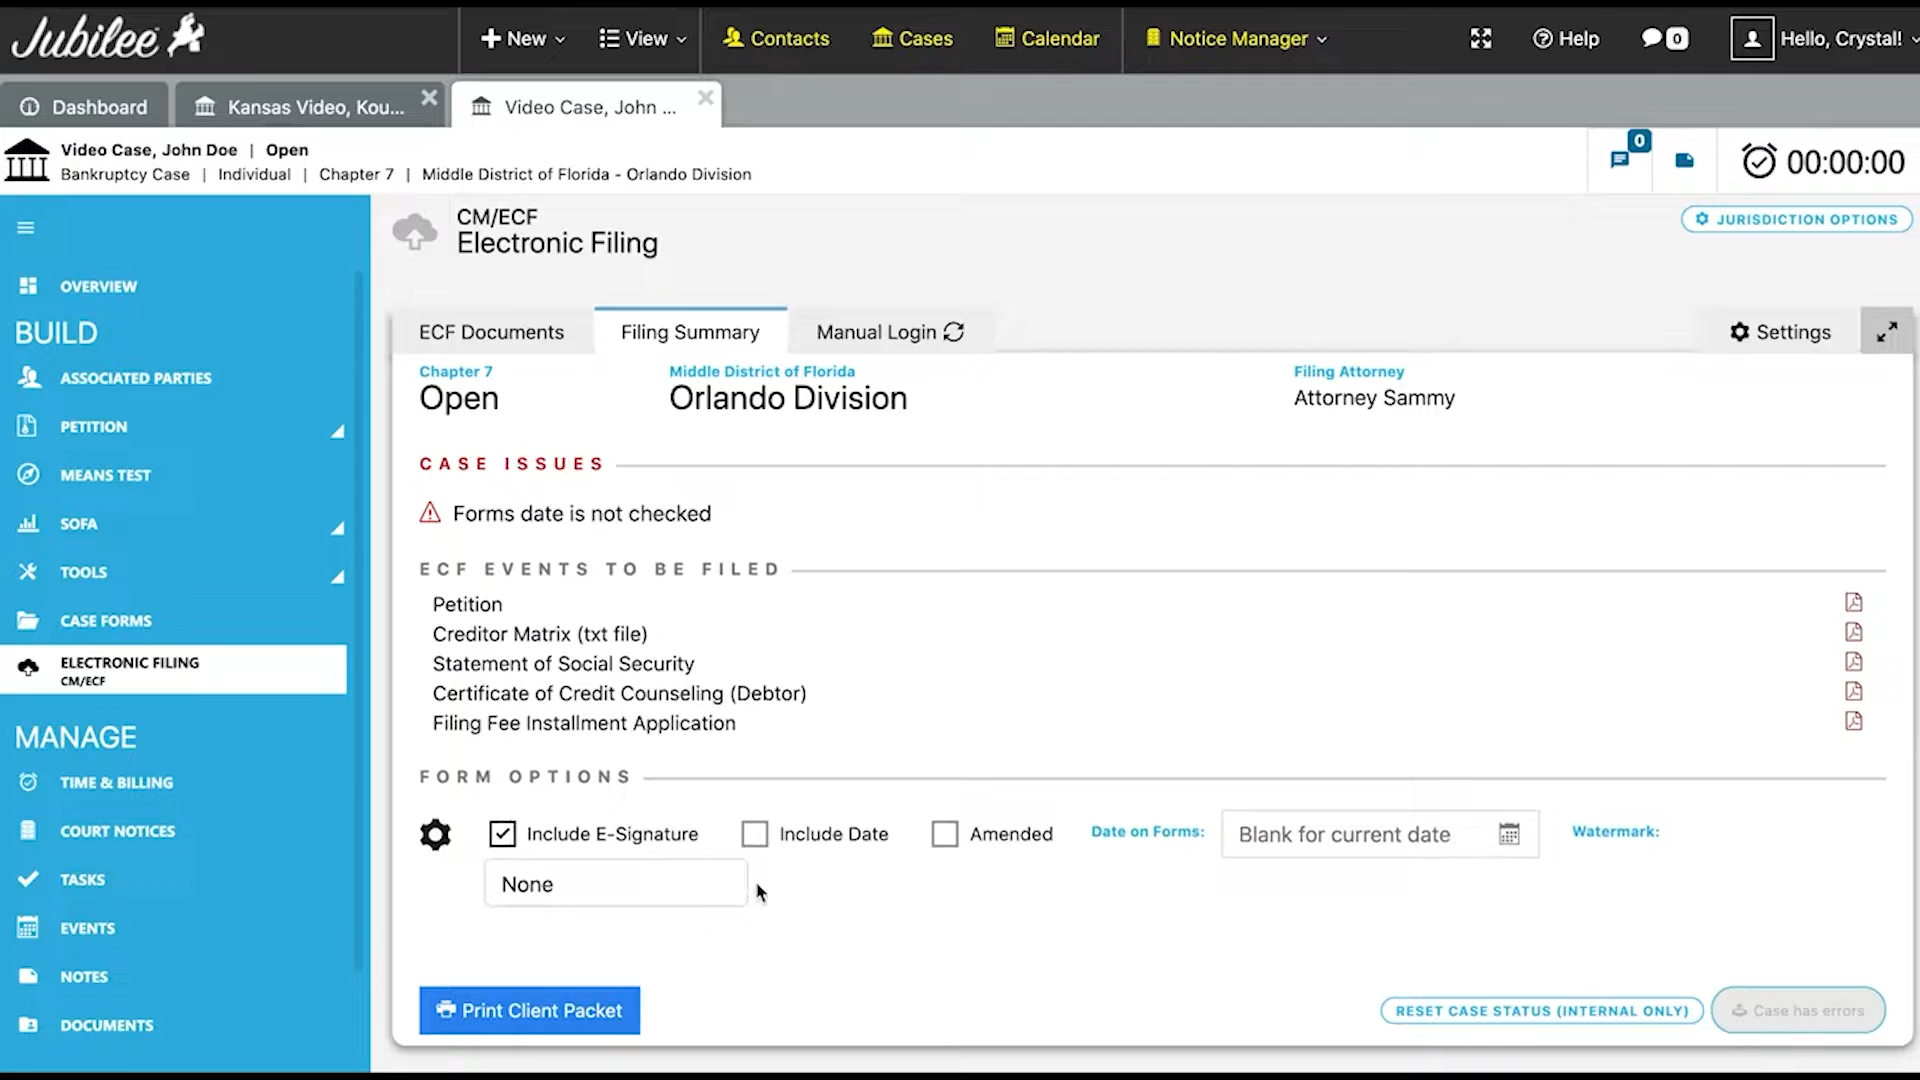 Jubilee
New
View
Contacts
Cases
Calendar
Notice Manager
Help
0
Hello, Crystal!
Dashboard
Kansas Video, Kou...
Video Case, John ...
Video Case, John Doe | Open
Bankruptcy Case | Individual | Chapter 7 | Middle District of Florida - Orlando Division
0
00:00:00
OVERVIEW
BUILD
ASSOCIATED PARTIES
PETITION
MEANS TEST
SOFA
TOOLS
CASE FORMS
ELECTRONIC FILING
CM/ECF
MANAGE
TIME & BILLING
COURT NOTICES
TASKS
EVENTS
NOTES
DOCUMENTS
CM/ECF
Electronic Filing
JURISDICTION OPTIONS
ECF Documents
Filing Summary
Manual Login
Settings
Chapter 7
Open
Middle District of Florida
Orlando Division
Filing Attorney
Attorney Sammy
CASE ISSUES
Forms date is not checked
ECF EVENTS TO BE FILED
Petition
Creditor Matrix (txt file)
Statement of Social Security
Certificate of Credit Counseling (Debtor)
Filing Fee Installment Application
FORM OPTIONS
Include E-Signature
Include Date
Amended
Date on Forms:
Blank for current date
Watermark:
None
Print Client Packet
RESET CASE STATUS (INTERNAL ONLY)
Case has errors